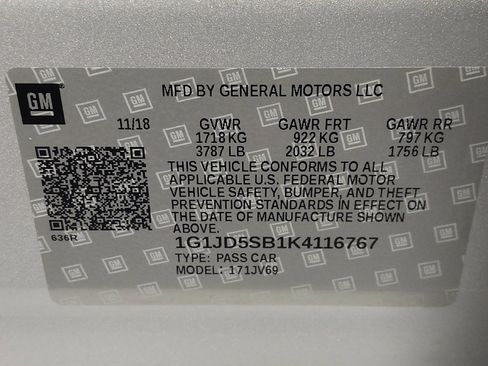 GM
MFD BY GENERAL MOTORS LLC
11/18 GVWR GAWR FRT GAWR RR
1718 KG 922 KG 797 KG
3787 LB 2032 LB 1756 LB
THIS VEHICLE CONFORMS TO ALL
APPLICABLE U.S. FEDERAL MOTOR
VEHICLE SAFETY, BUMPER, AND THEFT
PREVENTION STANDARDS IN EFFECT ON
THE DATE OF MANUFACTURE SHOWN
ABOVE.
636R
1G1JD5SB1K4116767
TYPE: PASS CAR
MODEL: 171JV69